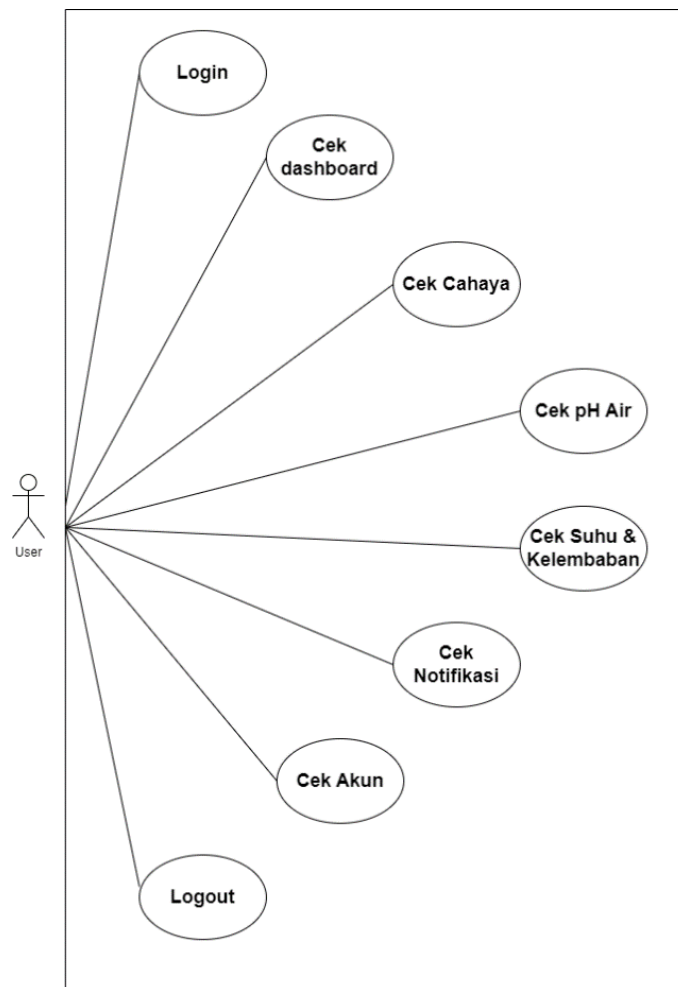 Login
Cek
dashboard
Cek Cahaya
Cek pH Air
User
Cek Suhu &
Kelembaban
Cek
Notifikasi
Cek Akun
Logout